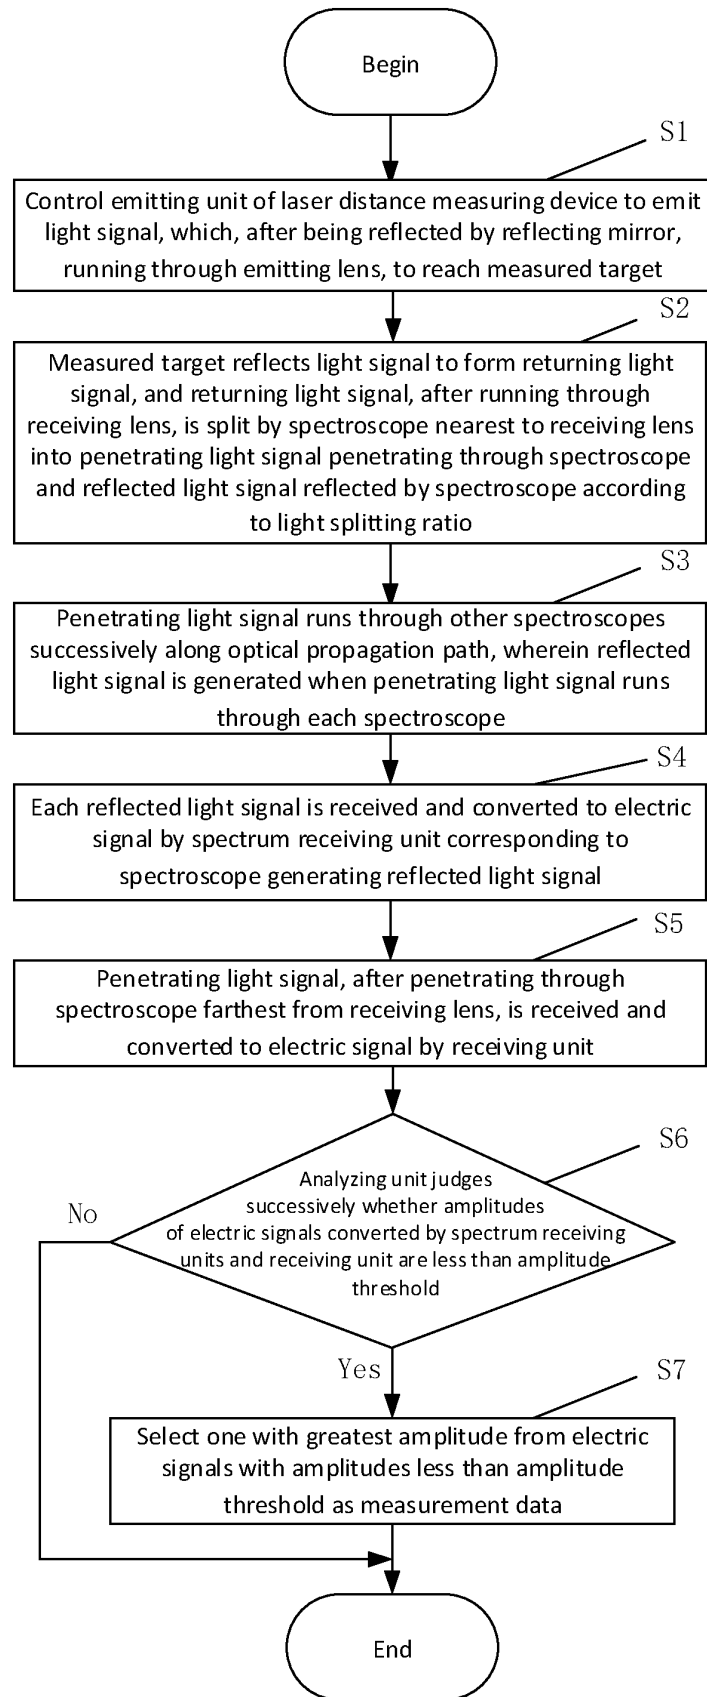 Begin
S1
Control emitting unit of laser distance measuring device to emit
light signal, which, after being reflected by reflecting mirror,
running through emitting lens, to reach measured target
S2
Measured target reflects light signal to form returning light
signal, and returning light signal, after running through
receiving lens, is split by spectroscope nearest to receiving lens
into penetrating light signal penetrating through spectroscope
and reflected light signal reflected by spectroscope according
to light splitting ratio
S3
Penetrating light signal runs through other spectroscopes
successively along optical propagation path, wherein reflected
light signal is generated when penetrating light signal runs
through each spectroscope
S4
Each reflected light signal is received and converted to electric
signal by spectrum receiving unit corresponding to
spectroscope generating reflected light signal
S5
Penetrating light signal, after penetrating through
spectroscope farthest from receiving lens, is received and
converted to electric signal by receiving unit
S6
Analyzing unit judges
successively whether amplitudes
of electric signals converted by spectrum receiving
units and receiving unit are less than amplitude
threshold
No
Yes
S7
Select one with greatest amplitude from electric
signals with amplitudes less than amplitude
threshold as measurement data
End